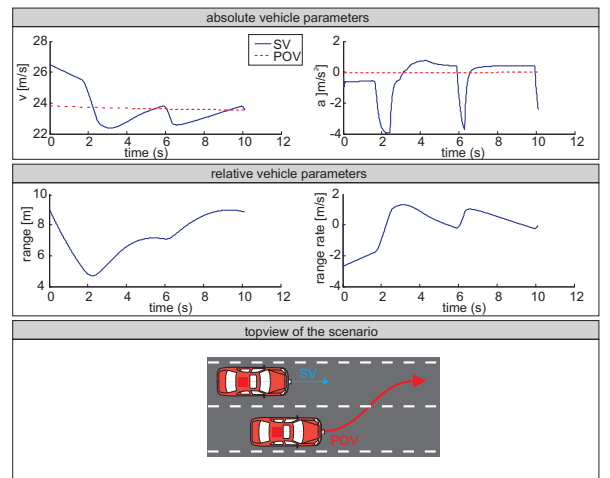 absolute vehicle parameters
28
26
24
22
v [m/s]
0 2 4 6 8 10 12
time (s)
SV
POV
2
0
-2
-4
a [m/s²]
0 2 4 6 8 10 12
time (s)
relative vehicle parameters
10
8
6
4
range [m]
0 2 4 6 8 10 12
time (s)
2
0
-2
-4
range rate [m/s]
0 2 4 6 8 10 12
time (s)
topview of the scenario
SV
POV